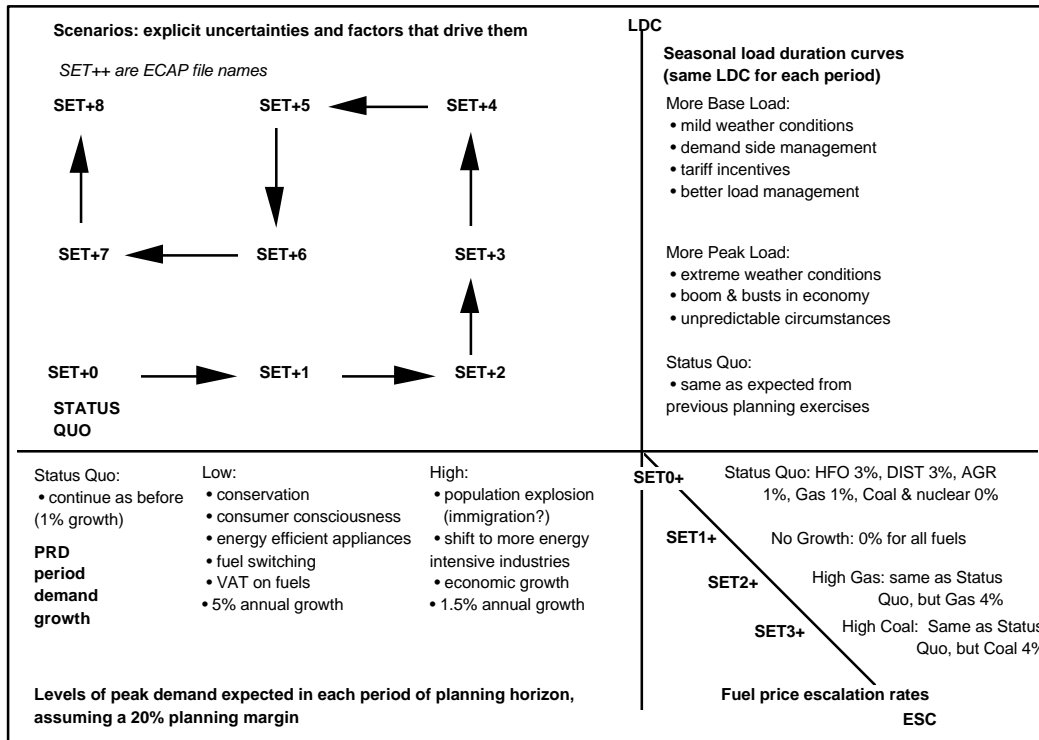 Scenarios: explicit uncertainties and factors that drive them
SET++ are ECAP file names
SET+8 SET+5 SET+4
SET+7 SET+6 SET+3
SET+0 SET+1 SET+2
STATUS
QUO
LDC
Seasonal load duration curves
(same LDC for each period)
More Base Load:
• mild weather conditions
• demand side management
• tariff incentives
• better load management
More Peak Load:
• extreme weather conditions
• boom & busts in economy
• unpredictable circumstances
Status Quo:
• same as expected from
previous planning exercises
Status Quo:
• continue as before
(1% growth)
PRD
period
demand
growth
Low:
• conservation
• consumer consciousness
• energy efficient appliances
• fuel switching
• VAT on fuels
• 5% annual growth
High:
• population explosion
(immigration?)
• shift to more energy
intensive industries
• economic growth
• 1.5% annual growth
Levels of peak demand expected in each period of planning horizon,
assuming a 20% planning margin
SET0+
Status Quo: HFO 3%, DIST 3%, AGR
1%, Gas 1%, Coal & nuclear 0%
SET1+
No Growth: 0% for all fuels
SET2+
High Gas: same as Status
Quo, but Gas 4%
SET3+
High Coal: Same as Status
Quo, but Coal 4%
Fuel price escalation rates
ESC